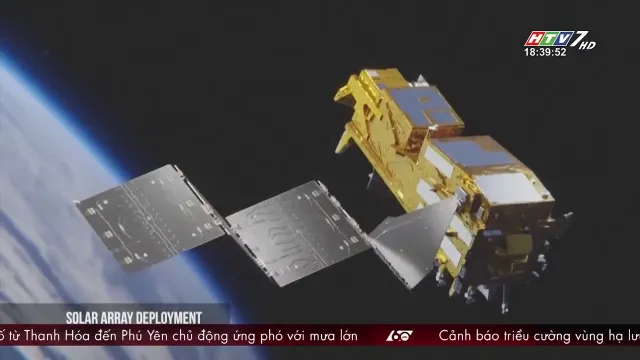 HTV7 HD
18:39:52
SOLAR ARRAY DEPLOYMENT
từ Thanh Hóa đến Phú Yên chủ động ứng phó với mưa lớn 60 Cảnh báo triều cường vùng hạ